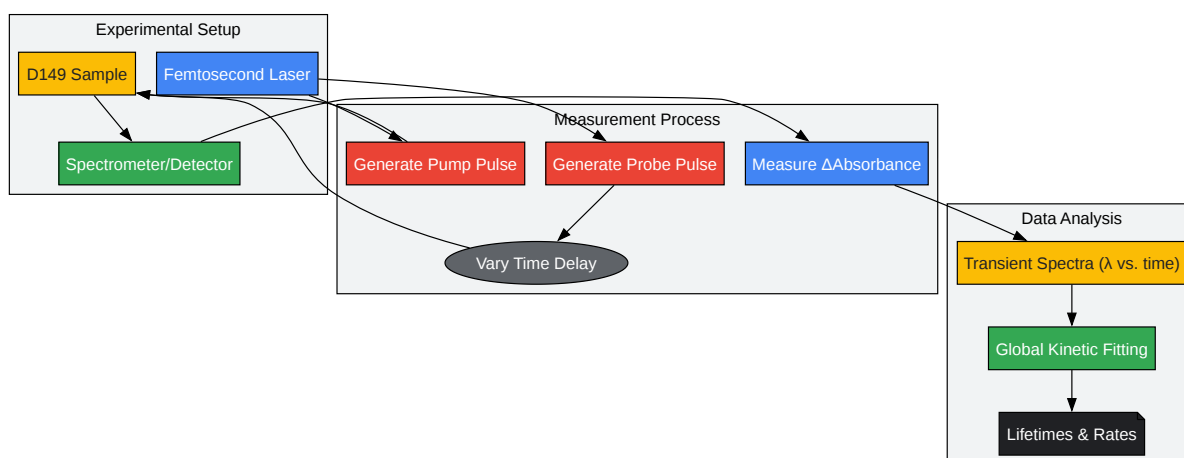 Experimental Setup
D149 Sample
Femtosecond Laser
Spectrometer/Detector
Measurement Process
Generate Pump Pulse
Generate Probe Pulse
Measure ΔAbsorbance
Vary Time Delay
Data Analysis
Transient Spectra (λ vs. time)
Global Kinetic Fitting
Lifetimes & Rates